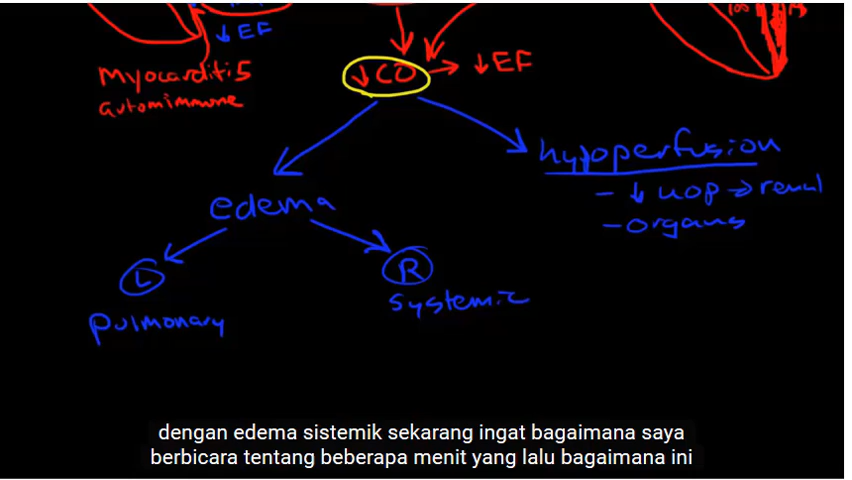 ↓EF
Myocarditis
autoimmune
↓CO → ↓EF
hypoperfusion
- ↓ UOP → renal
- organs
edema
L
R
pulmonary
systemic
dengan edema sistemik sekarang ingat bagaimana saya
berbicara tentang beberapa menit yang lalu bagaimana ini